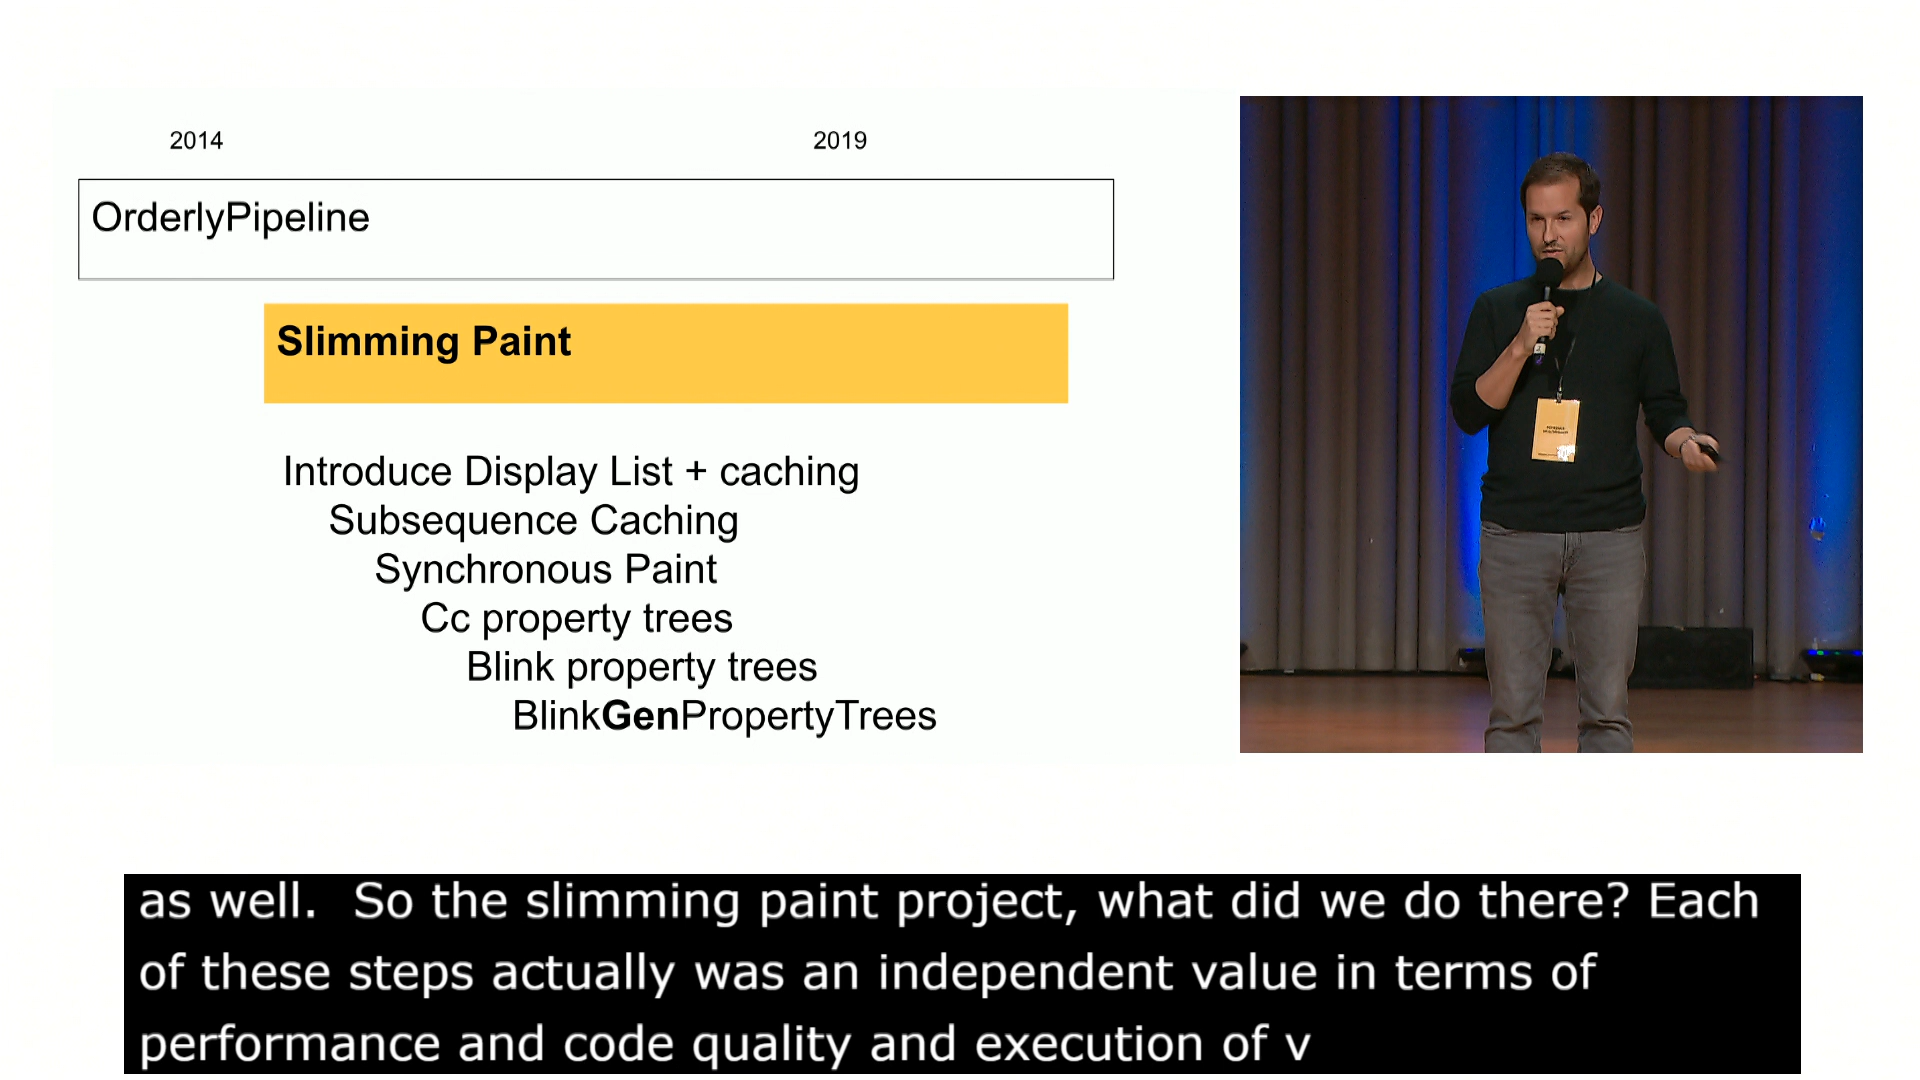 2014 2019
OrderlyPipeline
Slimming Paint
Introduce Display List + caching
Subsequence Caching
Synchronous Paint
Cc property trees
Blink property trees
BlinkGenPropertyTrees
as well.  So the slimming paint project, what did we do there? Each
of these steps actually was an independent value in terms of
performance and code quality and execution of v